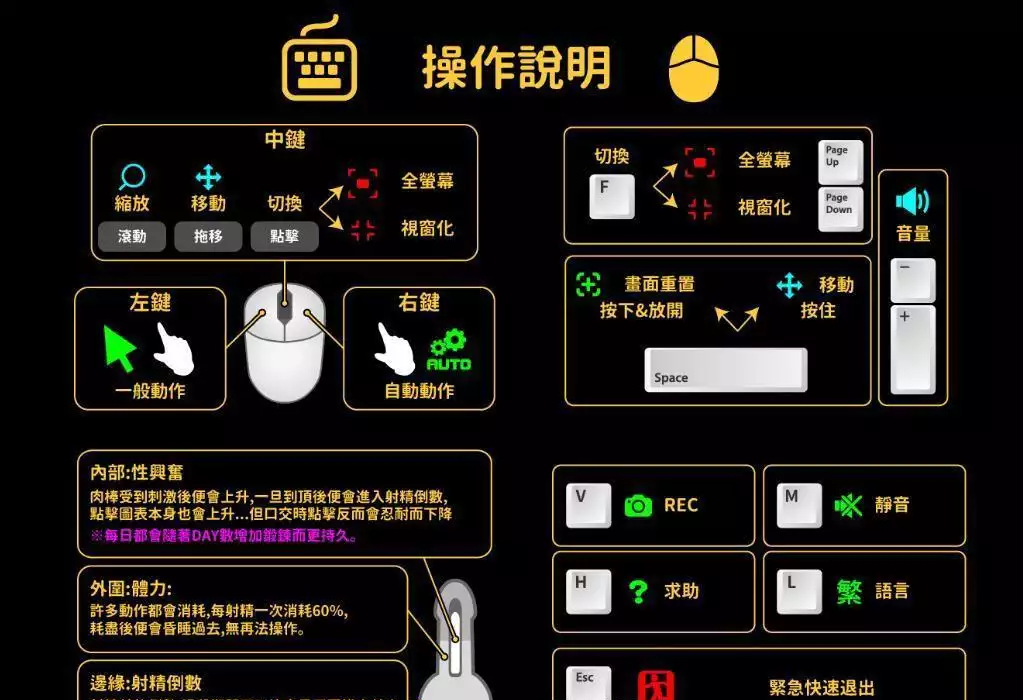 操作說明
中鍵
縮放
移動
切換
全螢幕
視窗化
滾動
拖移
點擊
左鍵
一般動作
右鍵
AUTO
自動動作
切換
F
全螢幕
視窗化
Page Up
Page Down
音量
−
+
畫面重置
按下&放開
移動
按住
Space
內部:性興奮
肉棒受到刺激後便會上升,一旦到頂後便會進入射精倒數,
點擊圖表本身也會上升...但口交時點擊反而會忍耐而下降
※每日都會隨著DAY數增加鍛鍊而更持久。
外圍:體力:
許多動作都會消耗,每射精一次消耗60%,
耗盡後便會昏睡過去,無再法操作。
邊緣:射精倒數
V
REC
M
靜音
H
?
求助
L
繁
語言
Esc
緊急快速退出